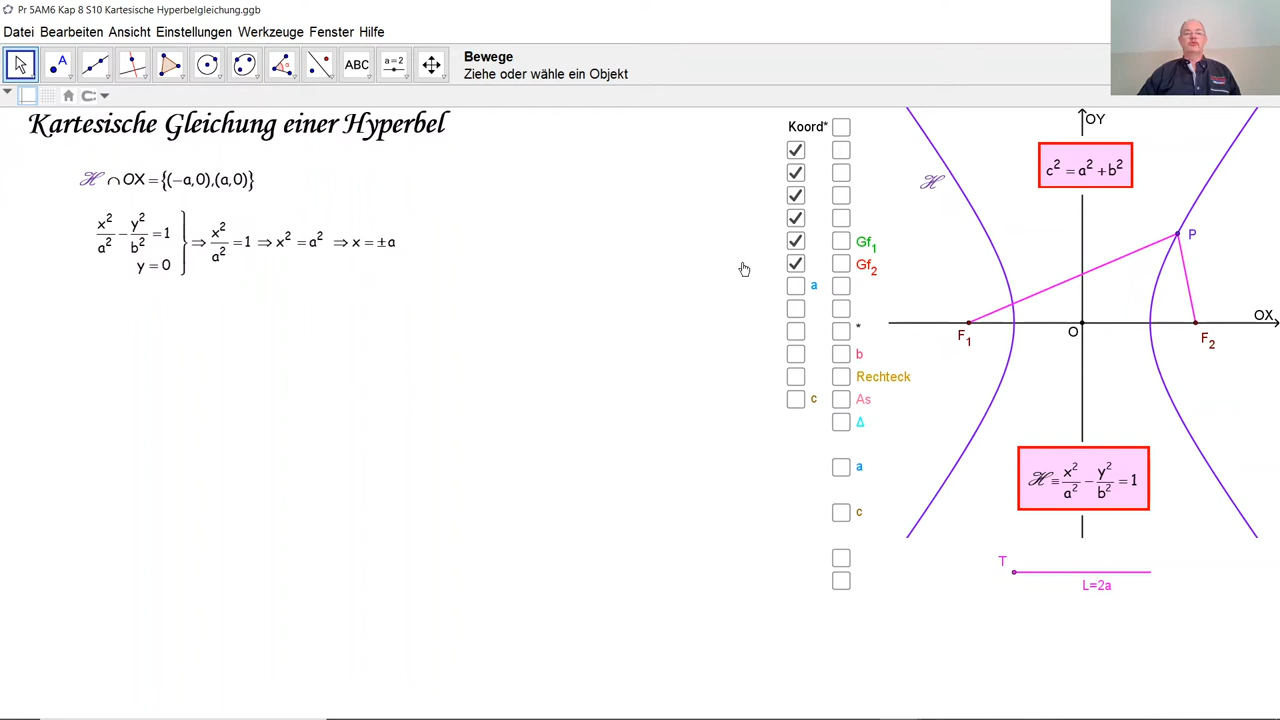 Pr 5AM6 Kap 8 S10 Kartesische Hyperbelgleichung.ggb
Datei Bearbeiten Ansicht Einstellungen Werkzeuge Fenster Hilfe
A
ABC
a=2
Bewege
Ziehe oder wähle ein Objekt
Kartesische Gleichung einer Hyperbel
ℋ ∩ OX = {(−a,0),(a,0)}
x²/a² − y²/b² = 1
y = 0
} ⇒ x²/a² = 1 ⇒ x² = a² ⇒ x = ±a
Koord*
Gf₁
Gf₂
a
*
b
Rechteck
c
As
Δ
a
c
OY
c² = a² + b²
ℋ
P
OX
F₁
O
F₂
ℋ ≡ x²/a² − y²/b² = 1
T
L=2a